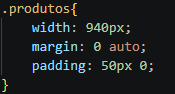 .produtos{
    width: 940px;
    margin: 0 auto;
    padding: 50px 0;
}